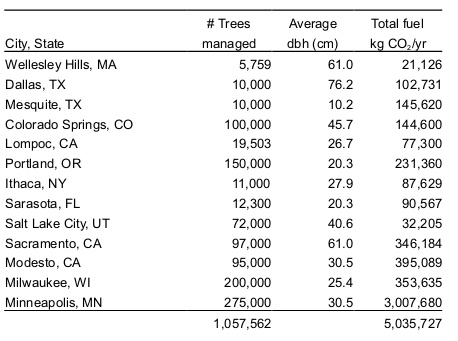 # Trees Average Total fuel
City, State managed dbh (cm) kg CO₂/yr
Wellesley Hills, MA 5,759 61.0 21,126
Dallas, TX 10,000 76.2 102,731
Mesquite, TX 10,000 10.2 145,620
Colorado Springs, CO 100,000 45.7 144,600
Lompoc, CA 19,503 26.7 77,300
Portland, OR 150,000 20.3 231,360
Ithaca, NY 11,000 27.9 87,629
Sarasota, FL 12,300 20.3 90,567
Salt Lake City, UT 72,000 40.6 32,205
Sacramento, CA 97,000 61.0 346,184
Modesto, CA 95,000 30.5 395,089
Milwaukee, WI 200,000 25.4 353,635
Minneapolis, MN 275,000 30.5 3,007,680
1,057,562 5,035,727